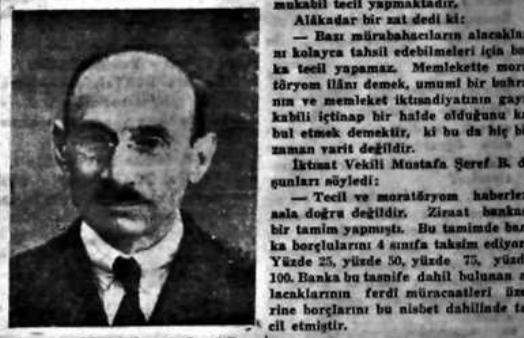 mukabil tecil yapmaktadır.
Alâkadar bir zat dedi ki:
— Bazı mürabahacıların alacakla
nı kolayca tahsil edebilmeleri için ba
ka tecil yapamaz. Memlekette mora
töryom ilânı demek, umumî bir buhra
nın ve memleket iktısadiyatının gayr
kabili içtinap bir halde olduğunu k
bul etmek demektir, ki bu da hiç bi
zaman varit değildir.
İktısat Vekili Mustafa Şeref B. d
şunları söyledi:
— Tecil ve moratöryom haberle
asla doğru değildir. Ziraat banka
bir tamim yapmıştı. Bu tamimde ban
ka borçlularını 4 sınıfa taksim ediyor
Yüzde 25, yüzde 50, yüzde 75, yüzd
100. Banka bu tasnife dahil bulunan a
lacaklarının ferdî müracaatleri üze
rine borçlarını bu nisbet dahilinde te
cil etmiştir.